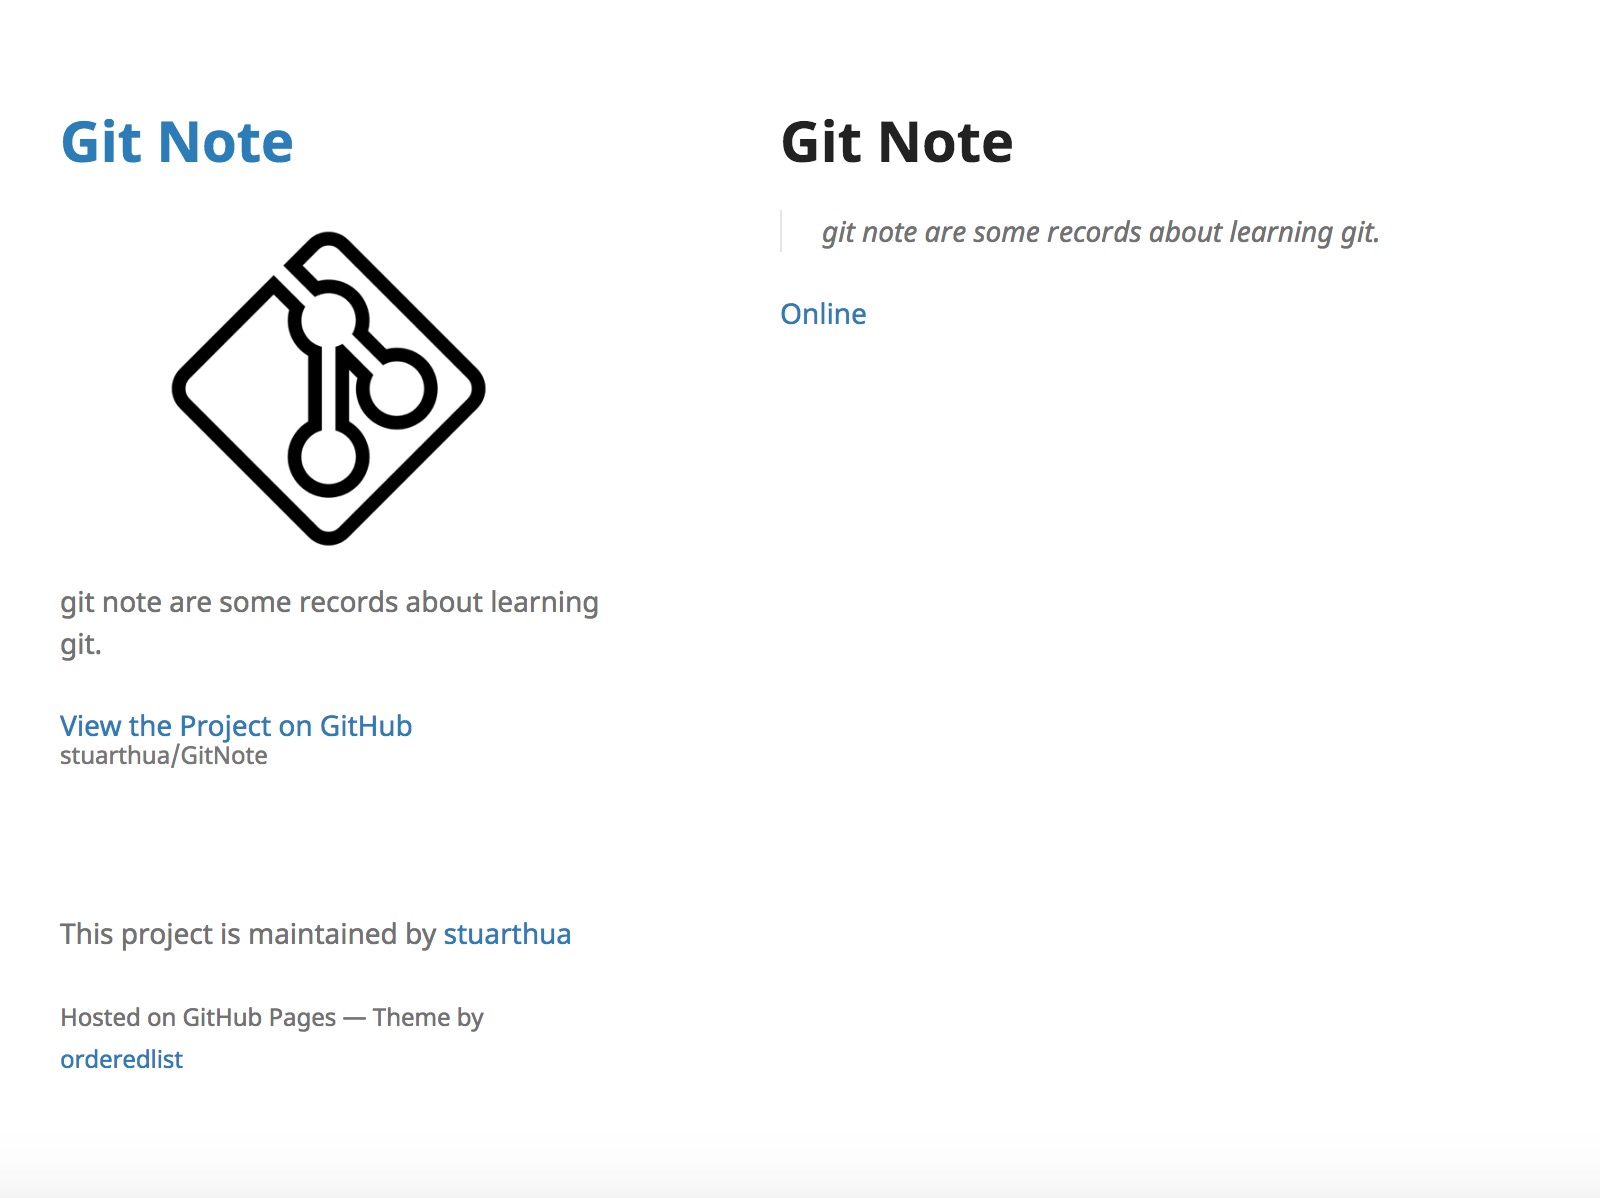 Git Note
git note are some records about learning
git.
View the Project on GitHub
stuarthua/GitNote
This project is maintained by stuarthua
Hosted on GitHub Pages — Theme by
orderedlist
Git Note
git note are some records about learning git.
Online